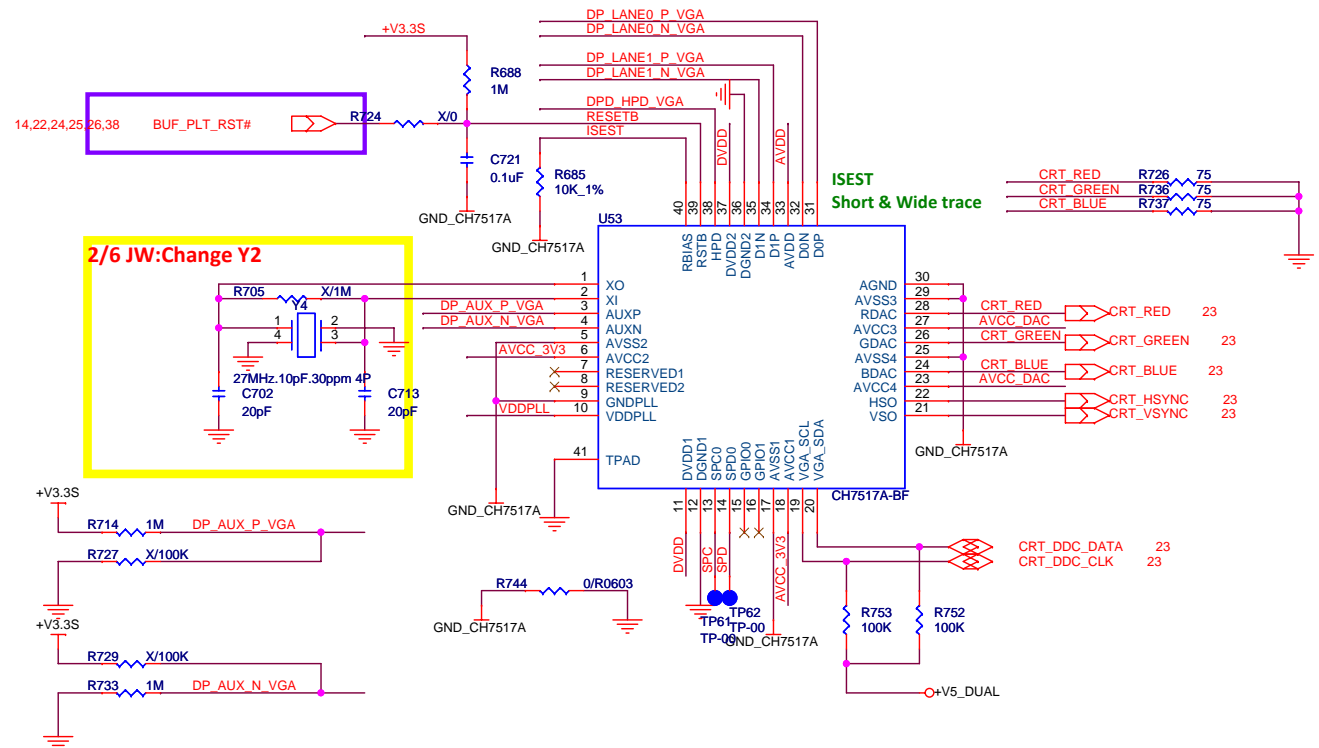 DP_LANE0_P_VGA
DP_LANE0_N_VGA
+V3.3S
DP_LANE1_P_VGA
DP_LANE1_N_VGA
R688
1M
DPD_HPD_VGA
RESETB
ISEST
14,22,24,25,26,38 BUF_PLT_RST#
R724 X/0
C721
0.1uF
R685
10K_1%
DVDD
AVDD
GND_CH7517A
GND_CH7517A
ISEST
Short & Wide trace
CRT_RED R726 75
CRT_GREEN R736 75
CRT_BLUE R737 75
U53
40 39 38 37 36 35 34 33 32 31
RBIAS RSTB HPD DVDD2 DGND2 D1N D1P AVDD D0N D0P
2/6 JW:Change Y2
R705 X/1M
Y4
1 2
4 3
27MHz.10pF.30ppm 4P
C702
20pF
C713
20pF
DP_AUX_P_VGA
DP_AUX_N_VGA
AVCC_3V3
VDDPLL
1 XO
2 XI
3 AUXP
4 AUXN
5 AVSS2
6 AVCC2
7 RESERVED1
8 RESERVED2
9 GNDPLL
10 VDDPLL
41 TPAD
AGND 30
AVSS3 29
RDAC 28
AVCC3 27
GDAC 26
AVSS4 25
BDAC 24
AVCC4 23
HSO 22
VSO 21
CRT_RED CRT_RED 23
AVCC_DAC
CRT_GREEN CRT_GREEN 23
CRT_BLUE CRT_BLUE 23
AVCC_DAC
CRT_HSYNC 23
CRT_VSYNC 23
GND_CH7517A
DVDD1 DGND1 SPC0 SPD0 GPIO0 GPIO1 AVSS1 AVCC1 VGA_SCL VGA_SDA
11 12 13 14 15 16 17 18 19 20
CH7517A-BF
GND_CH7517A
DVDD
SPC
SPD
AVCC_3V3
TP61
TP-00
TP62
TP-00
GND_CH7517A
CRT_DDC_DATA 23
CRT_DDC_CLK 23
R753
100K
R752
100K
+V5_DUAL
+V3.3S
R714 1M DP_AUX_P_VGA
R727 X/100K
+V3.3S
R729 X/100K
R733 1M DP_AUX_N_VGA
R744 0/R0603
GND_CH7517A